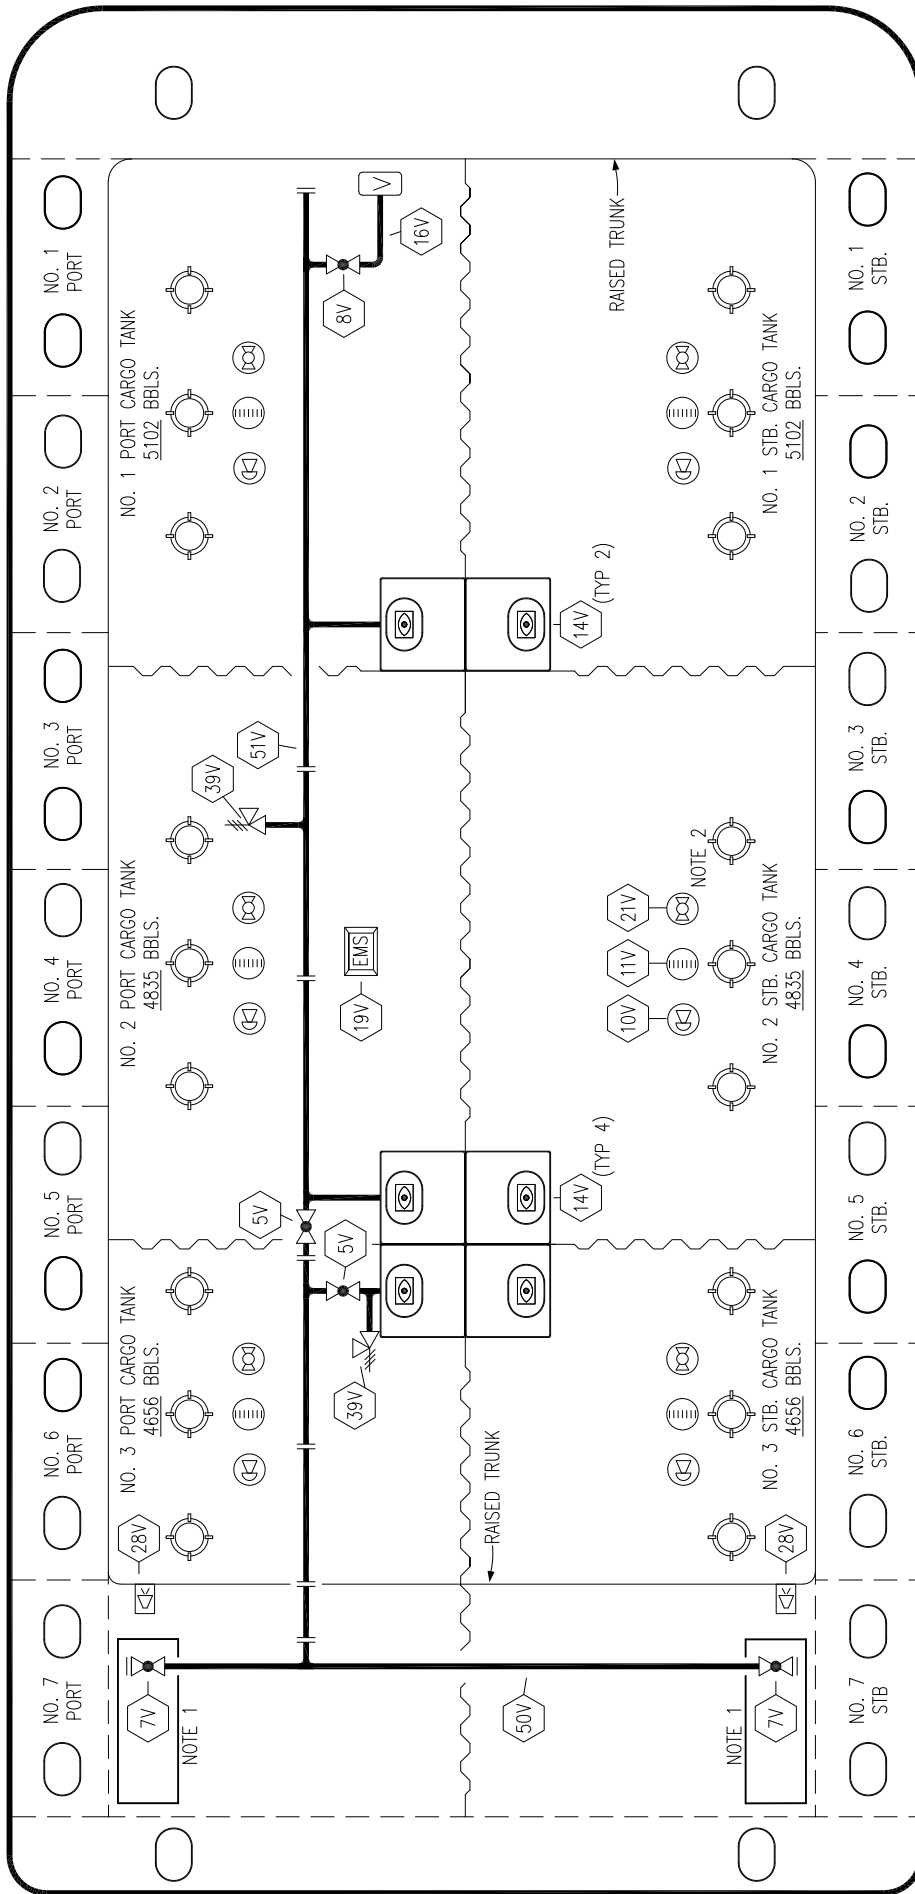 NO. 1
PORT
NO. 2
PORT
NO. 3
PORT
NO. 4
PORT
NO. 5
PORT
NO. 6
PORT
NO. 7
PORT
NO. 1 PORT CARGO TANK
5102 BBLS.
NO. 2 PORT CARGO TANK
4835 BBLS.
NO. 3 PORT CARGO TANK
4656 BBLS.
V
16V
8V
51V
39V
EMS
19V
5V
5V
39V
28V
7V
NOTE 1
50V
RAISED TRUNK
RAISED TRUNK
14V
(TYP 2)
14V
(TYP 4)
21V
11V
10V
NOTE 2
NO. 1 STB. CARGO TANK
5102 BBLS.
NO. 2 STB. CARGO TANK
4835 BBLS.
NO. 3 STB. CARGO TANK
4656 BBLS.
28V
7V
NOTE 1
NO. 1
STB.
NO. 2
STB.
NO. 3
STB.
NO. 4
STB.
NO. 5
STB.
NO. 6
STB.
NO. 7
STB